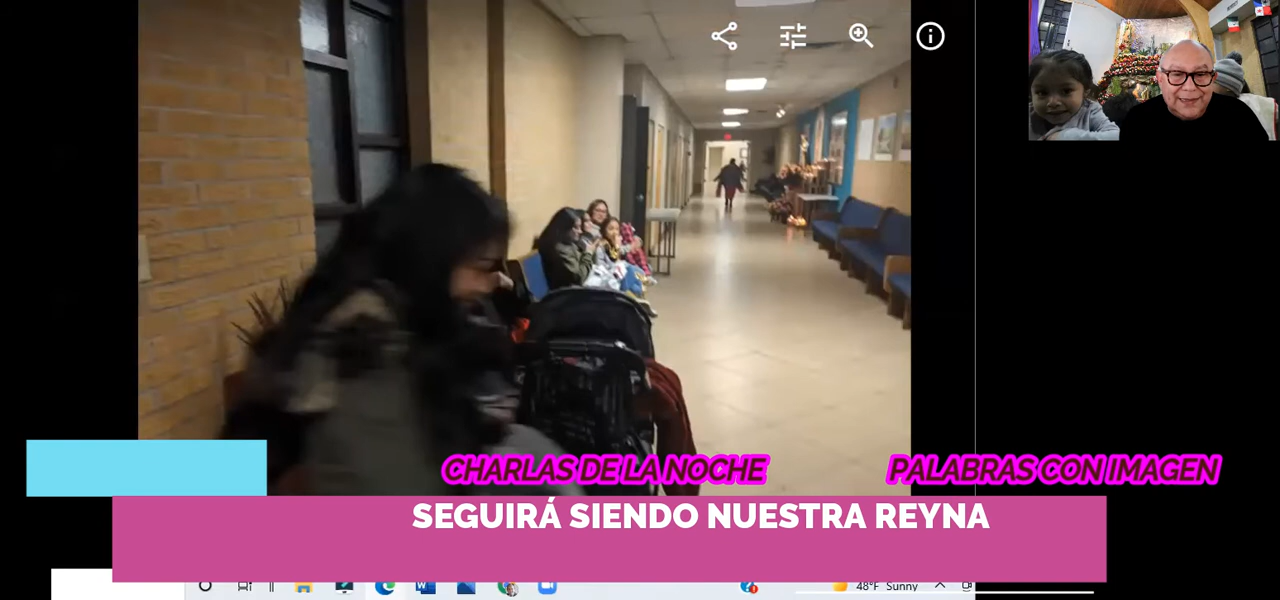 CHARLAS DE LA NOCHE
PALABRAS CON IMAGEN
SEGUIRÁ SIENDO NUESTRA REYNA
48°F Sunny